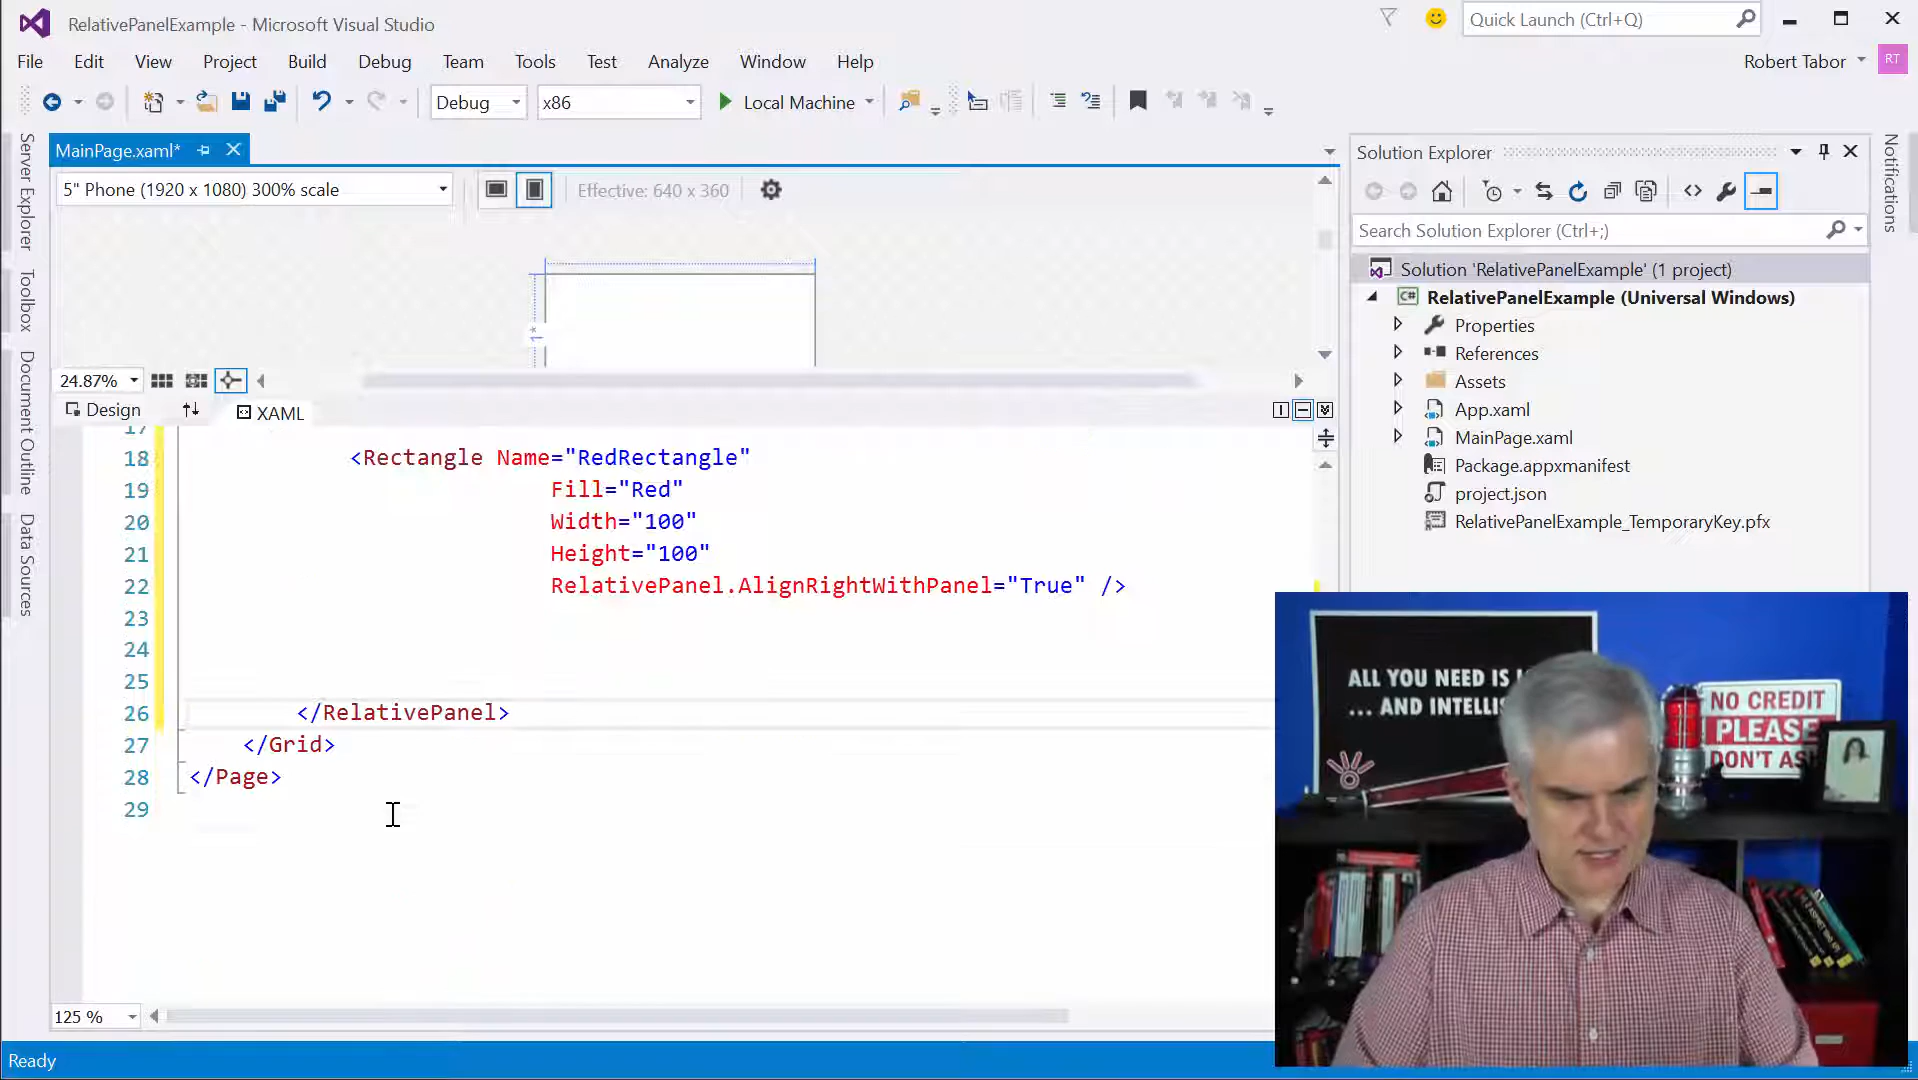 RelativePanelExample - Microsoft Visual Studio
Quick Launch (Ctrl+Q)
File Edit View Project Build Debug Team Tools Test Analyze Window Help
Robert Tabor RT
Debug x86 Local Machine
MainPage.xaml*
5" Phone (1920 x 1080) 300% scale
Effective: 640 x 360
Server Explorer
Toolbox
Document Outline
Data Sources
1*
24.87%
Design
XAML
17
18 <Rectangle Name="RedRectangle"
19 Fill="Red"
20 Width="100"
21 Height="100"
22 RelativePanel.AlignRightWithPanel="True" />
23
24
25
26 </RelativePanel>
27 </Grid>
28 </Page>
29
125 %
Ready
Solution Explorer
Search Solution Explorer (Ctrl+;)
Solution 'RelativePanelExample' (1 project)
C# RelativePanelExample (Universal Windows)
Properties
References
Assets
App.xaml
MainPage.xaml
Package.appxmanifest
project.json
RelativePanelExample_TemporaryKey.pfx
Notifications
ALL YOU NEED IS
... AND INTELLIS
NO CREDIT
PLEASE
DON'T AS